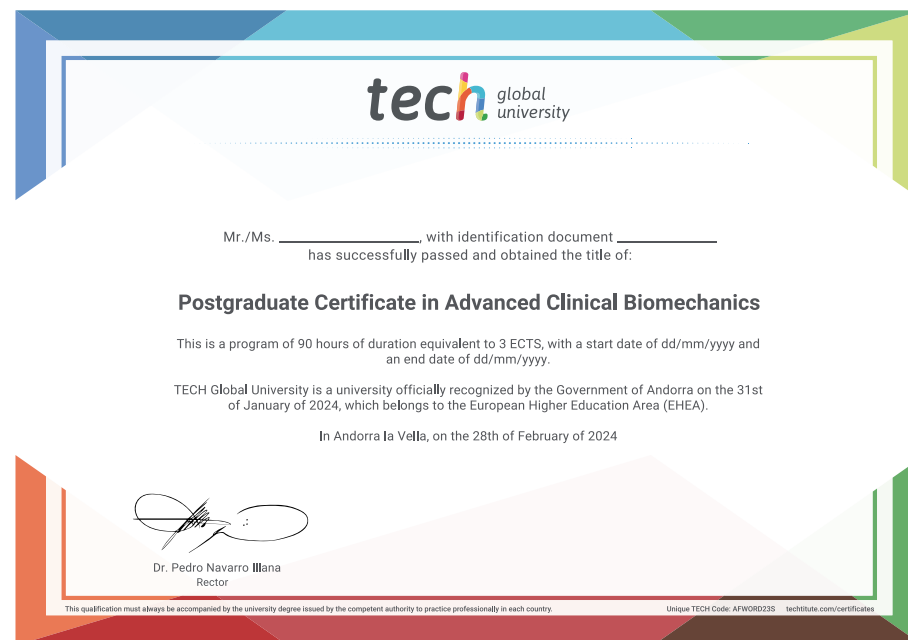 tech global university
Mr./Ms. ______________, with identification document __________
has successfully passed and obtained the title of:
Postgraduate Certificate in Advanced Clinical Biomechanics
This is a program of 90 hours of duration equivalent to 3 ECTS, with a start date of dd/mm/yyyy and
an end date of dd/mm/yyyy.
TECH Global University is a university officially recognized by the Government of Andorra on the 31st
of January of 2024, which belongs to the European Higher Education Area (EHEA).
In Andorra la Vella, on the 28th of February of 2024
Dr. Pedro Navarro Illana
Rector
This qualification must always be accompanied by the university degree issued by the competent authority to practice professionally in each country.
Unique TECH Code: AFWORD23S techtitute.com/certificates